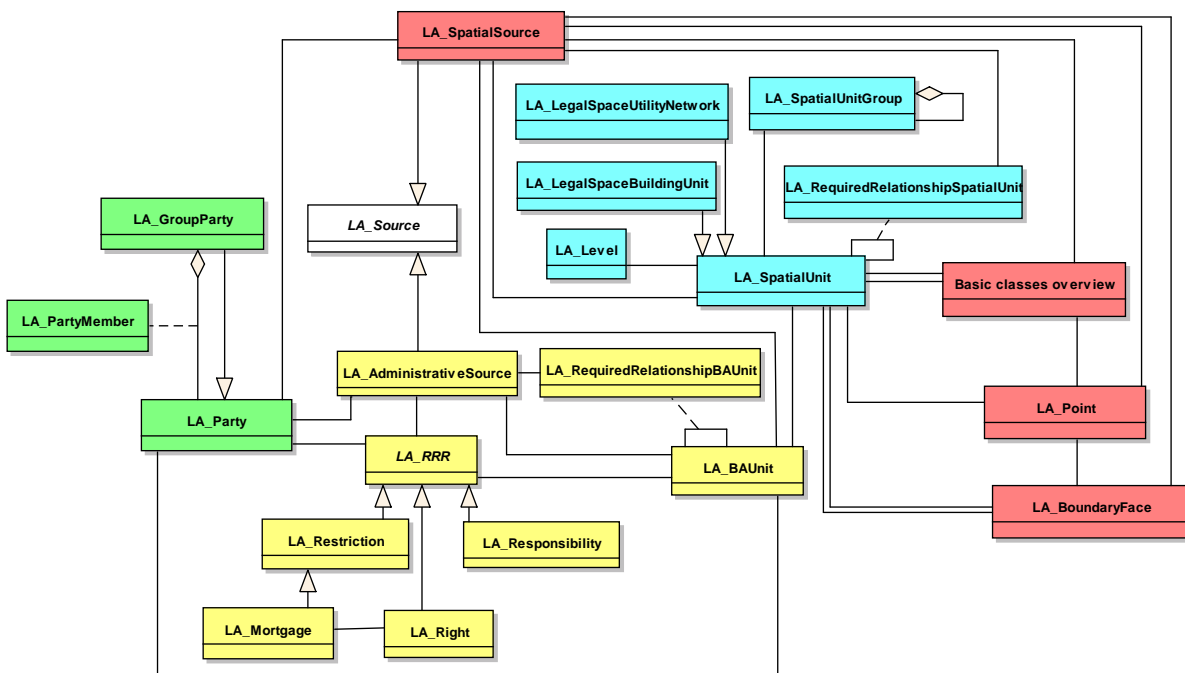 LA_SpatialSource
LA_LegalSpaceUtilityNetwork
LA_SpatialUnitGroup
LA_LegalSpaceBuildingUnit
LA_RequiredRelationshipSpatialUnit
LA_GroupParty
LA_Source
LA_Level
LA_SpatialUnit
Basic classes overview
LA_PartyMember
LA_AdministrativeSource
LA_RequiredRelationshipBAUnit
LA_Party
LA_Point
LA_RRR
LA_BAUnit
LA_BoundaryFace
LA_Restriction
LA_Responsibility
LA_Mortgage
LA_Right